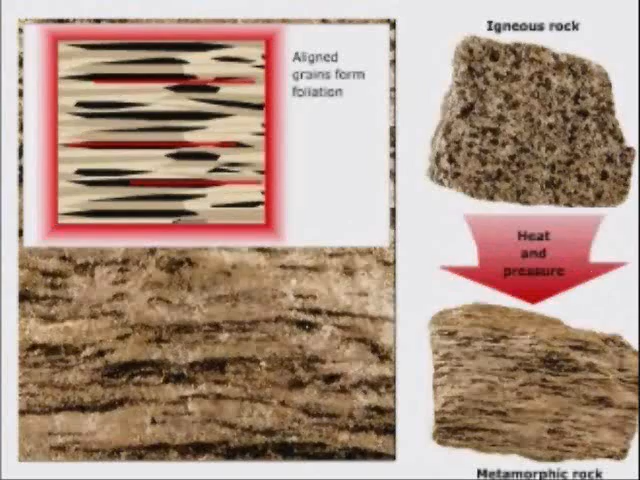 Aligned
grains form
foliation
Igneous rock
Heat
and
pressure
Metamorphic rock